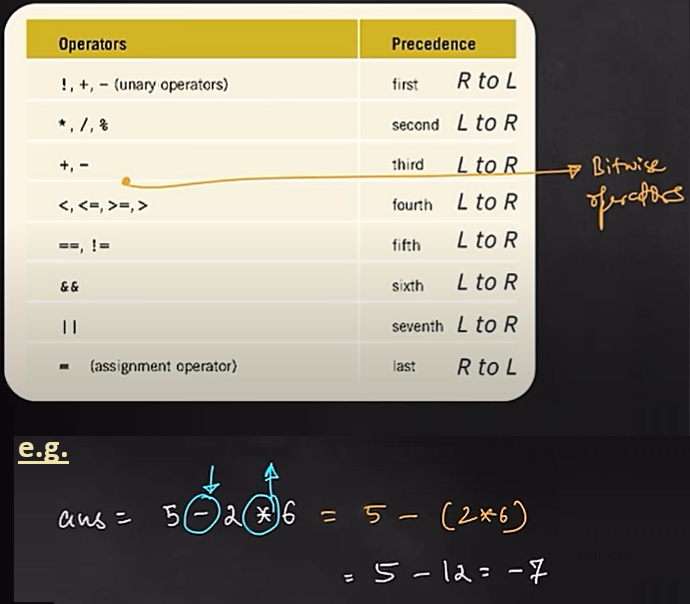 Operators Precedence
!, +, - (unary operators) first R to L
*, /, % second L to R
+, - third L to R
Bitwise operators
<, <=, >=, > fourth L to R
==, != fifth L to R
&& sixth L to R
|| seventh L to R
= (assignment operator) last R to L
e.g.
ans = 5 - 2 * 6 = 5 - (2*6)
= 5 - 12 = -7